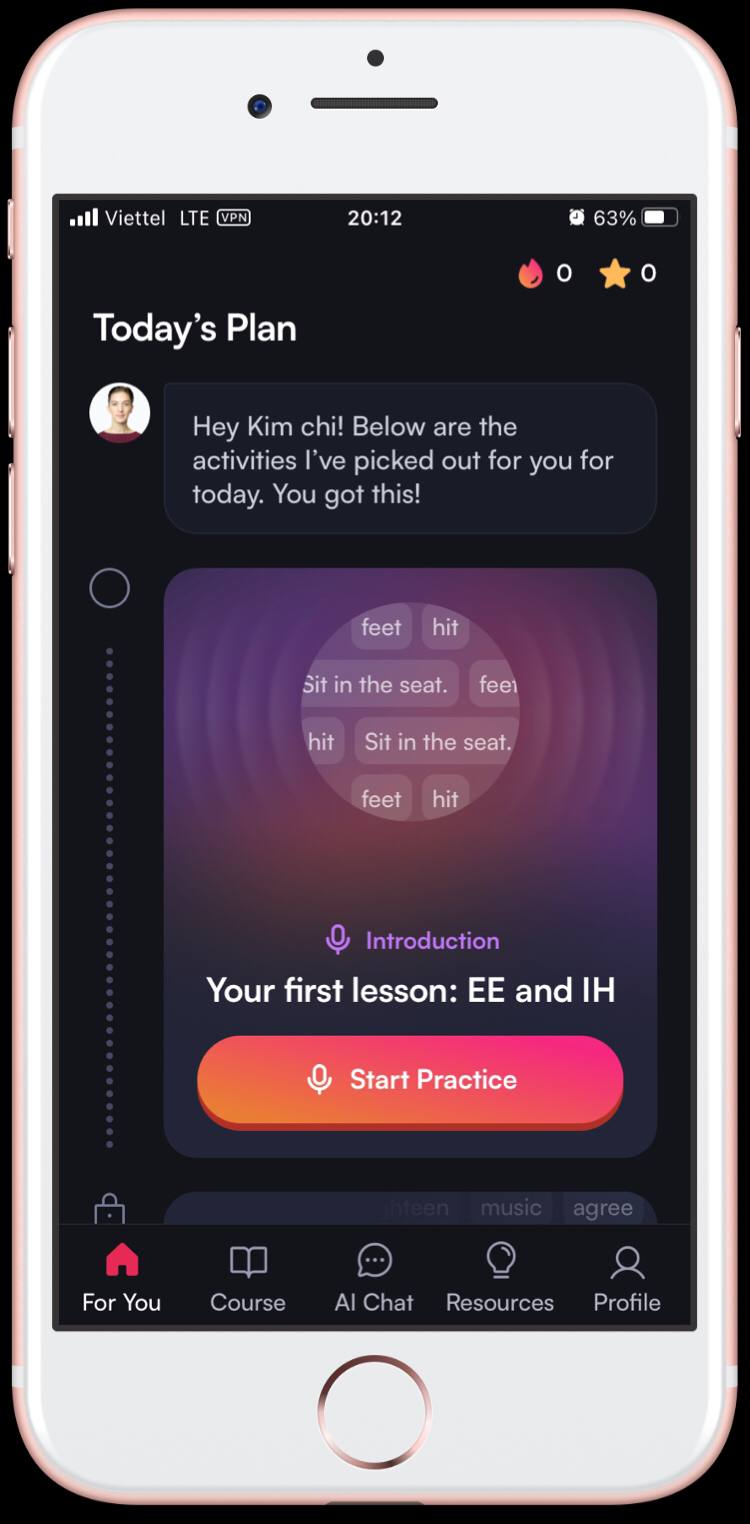 Viettel LTE VPN 20:12 63%
0 0
Today's Plan
Hey Kim chi! Below are the
activities I've picked out for you for
today. You got this!
feet hit
Sit in the seat. feet
hit Sit in the seat.
feet hit
Introduction
Your first lesson: EE and IH
Start Practice
music agree
For You Course AI Chat Resources Profile